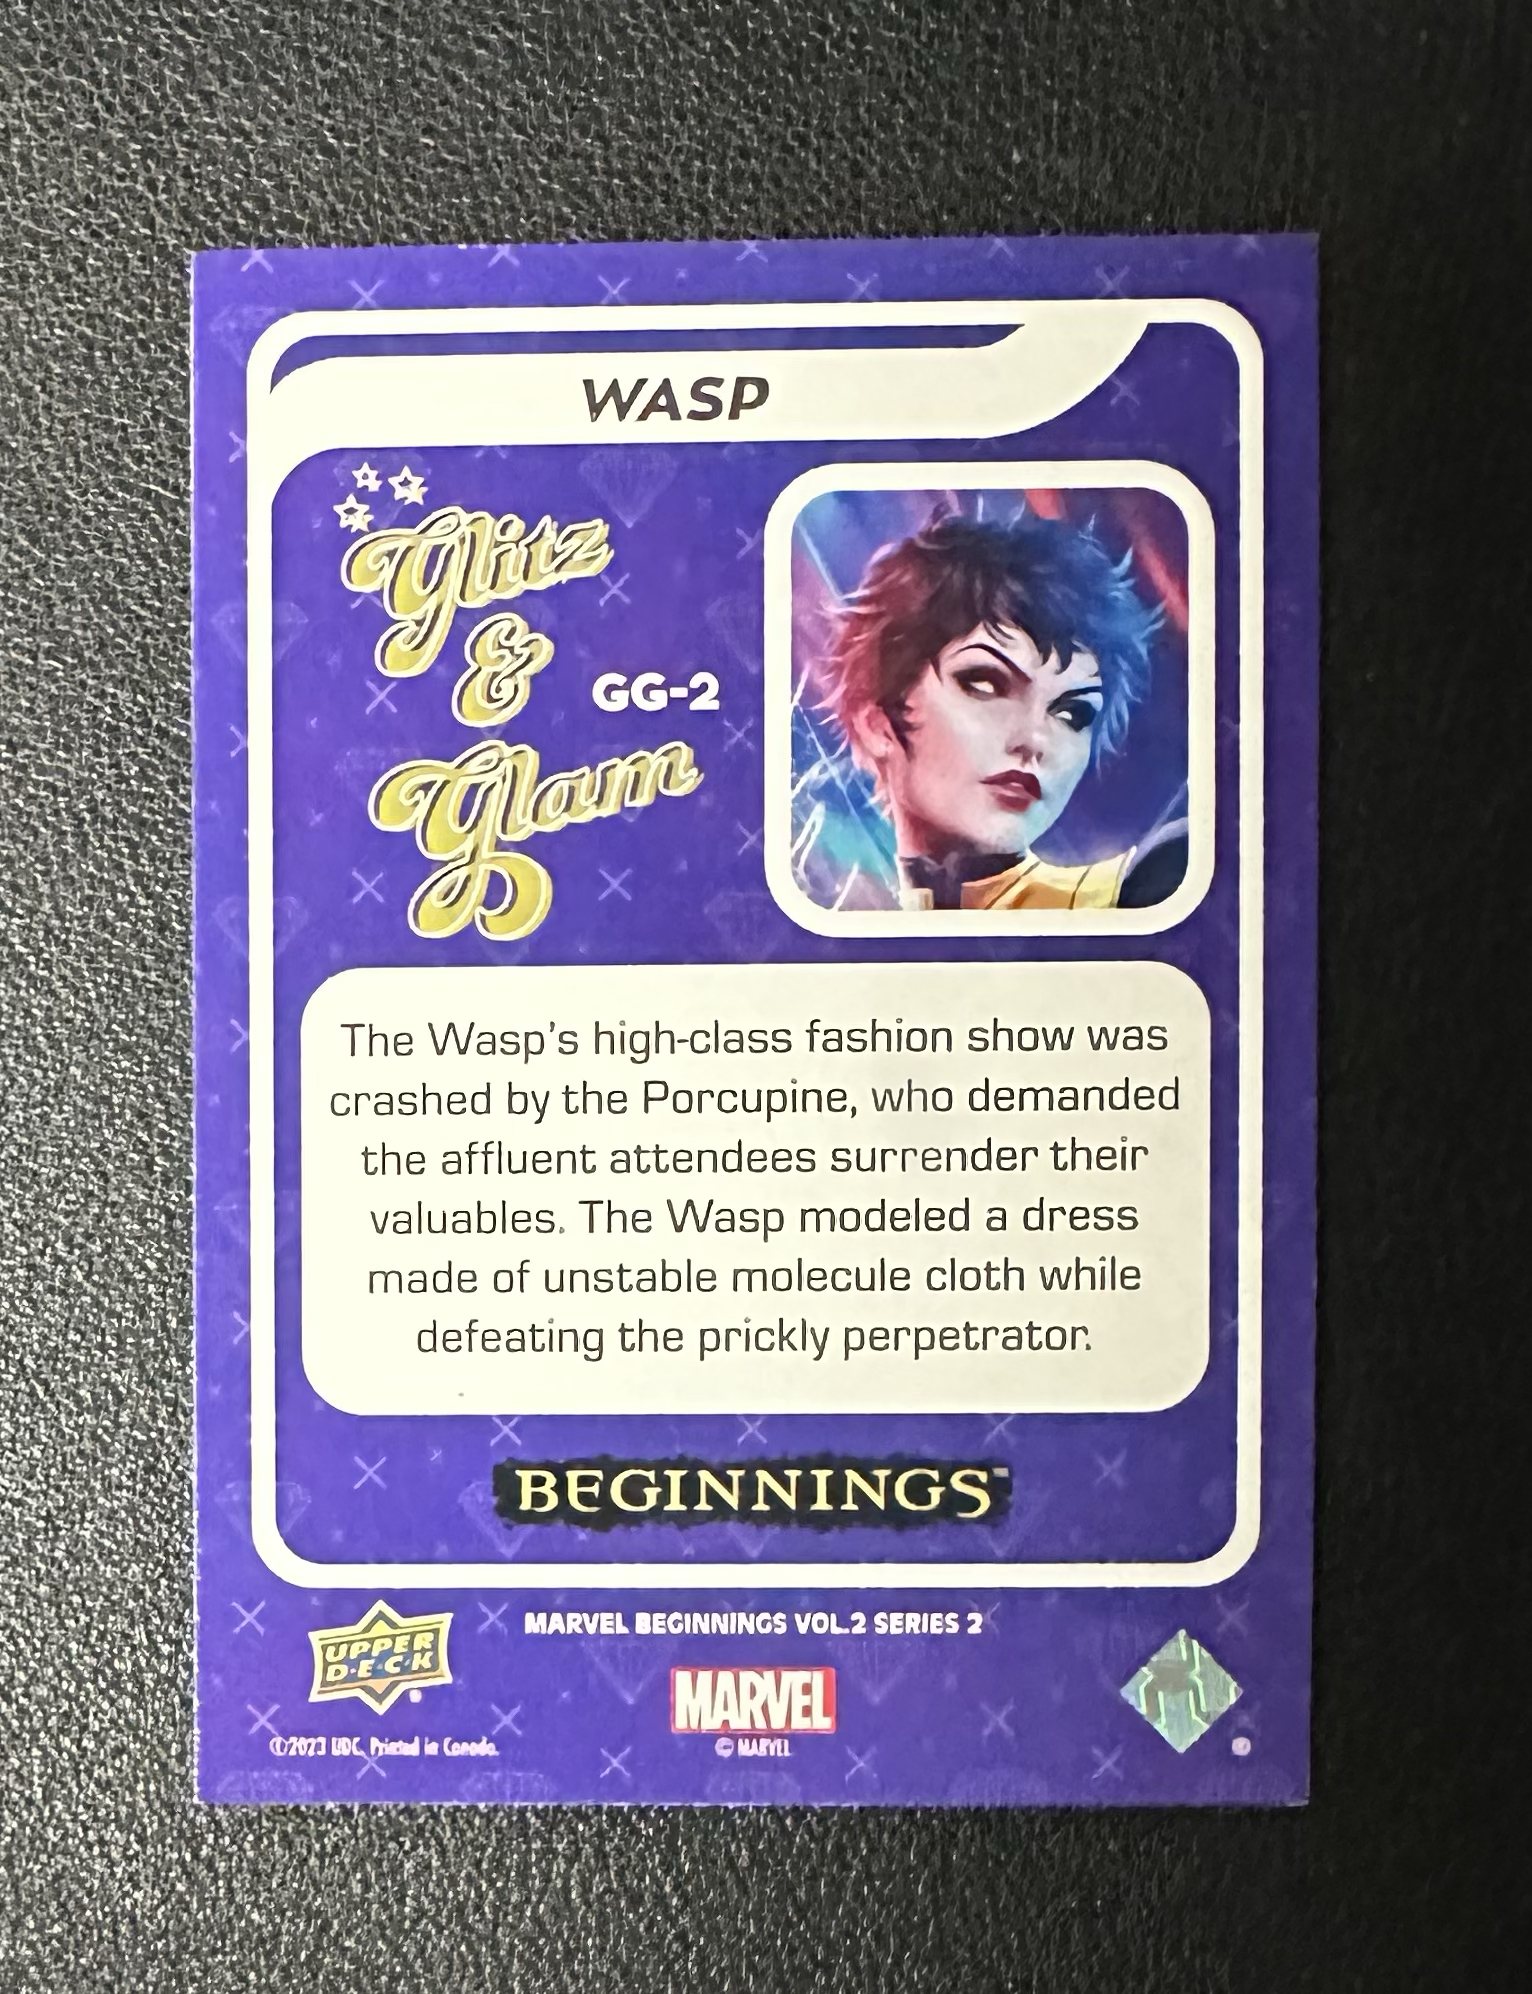 WASP
Glitz
&
GG-2
Glam
The Wasp's high-class fashion show was
crashed by the Porcupine, who demanded
the affluent attendees surrender their
valuables. The Wasp modeled a dress
made of unstable molecule cloth while
defeating the prickly perpetrator.
BEGINNINGS™
MARVEL BEGINNINGS VOL.2 SERIES 2
UPPER
D·E·C·K
MARVEL
©2023 UDC. Printed in Canada.
© MARVEL